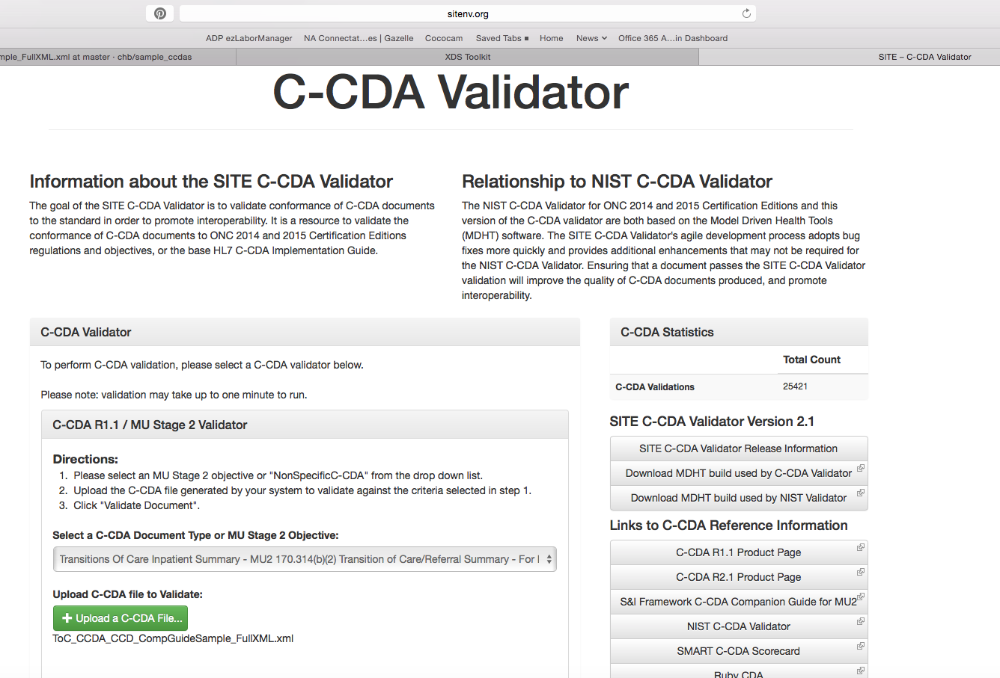 sitenv.org
ADP ezLaborManager NA Connectat...es | Gazelle Cococam Saved Tabs Home News Office 365 A...in Dashboard
mple_FullXML.xml at master · chb/sample_ccdas XDS Toolkit SITE – C-CDA Validator
C-CDA Validator
Information about the SITE C-CDA Validator
The goal of the SITE C-CDA Validator is to validate conformance of C-CDA documents
to the standard in order to promote interoperability. It is a resource to validate the
conformance of C-CDA documents to ONC 2014 and 2015 Certification Editions
regulations and objectives, or the base HL7 C-CDA Implementation Guide.
Relationship to NIST C-CDA Validator
The NIST C-CDA Validator for ONC 2014 and 2015 Certification Editions and this
version of the C-CDA validator are both based on the Model Driven Health Tools
(MDHT) software. The SITE C-CDA Validator's agile development process adopts bug
fixes more quickly and provides additional enhancements that may not be required for
the NIST C-CDA Validator. Ensuring that a document passes the SITE C-CDA Validator
validation will improve the quality of C-CDA documents produced, and promote
interoperability.
C-CDA Validator
To perform C-CDA validation, please select a C-CDA validator below.
Please note: validation may take up to one minute to run.
C-CDA R1.1 / MU Stage 2 Validator
Directions:
1. Please select an MU Stage 2 objective or "NonSpecificC-CDA" from the drop down list.
2. Upload the C-CDA file generated by your system to validate against the criteria selected in step 1.
3. Click "Validate Document".
Select a C-CDA Document Type or MU Stage 2 Objective:
Transitions Of Care Inpatient Summary - MU2 170.314(b)(2) Transition of Care/Referral Summary - For
Upload C-CDA file to Validate:
+ Upload a C-CDA File...
ToC_CCDA_CCD_CompGuideSample_FullXML.xml
C-CDA Statistics
Total Count
C-CDA Validations 25421
SITE C-CDA Validator Version 2.1
SITE C-CDA Validator Release Information
Download MDHT build used by C-CDA Validator
Download MDHT build used by NIST Validator
Links to C-CDA Reference Information
C-CDA R1.1 Product Page
C-CDA R2.1 Product Page
S&I Framework C-CDA Companion Guide for MU2
NIST C-CDA Validator
SMART C-CDA Scorecard
Ruby CDA